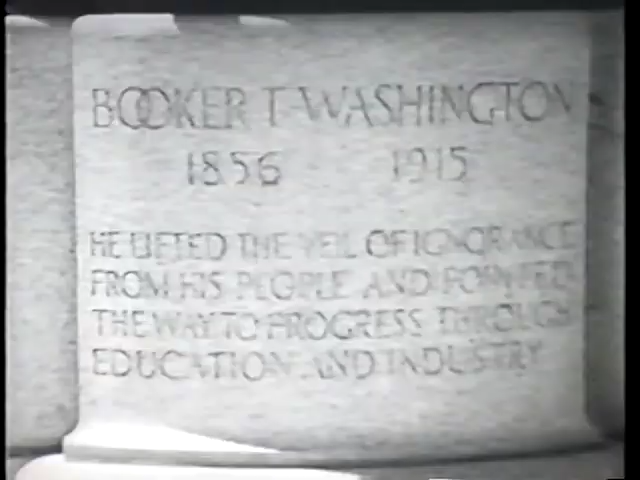 BOOKER T WASHINGTON
1856 1915
HE LIFTED THE VEIL OF IGNORANCE
FROM HIS PEOPLE AND POINTED
THE WAY TO PROGRESS THROUGH
EDUCATION AND INDUSTRY